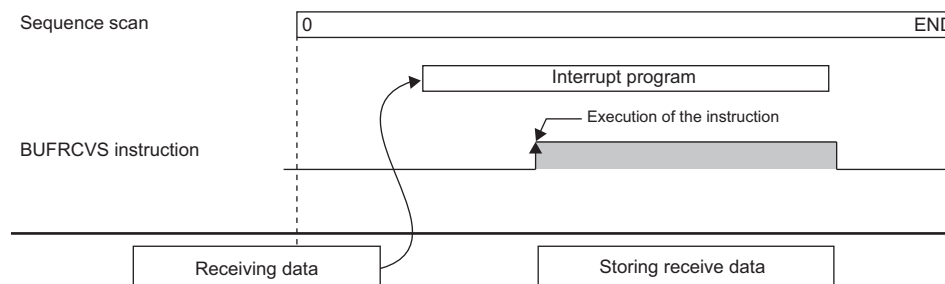 Sequence scan
0
END
Interrupt program
Execution of the instruction
BUFRCVS instruction
Receiving data
Storing receive data